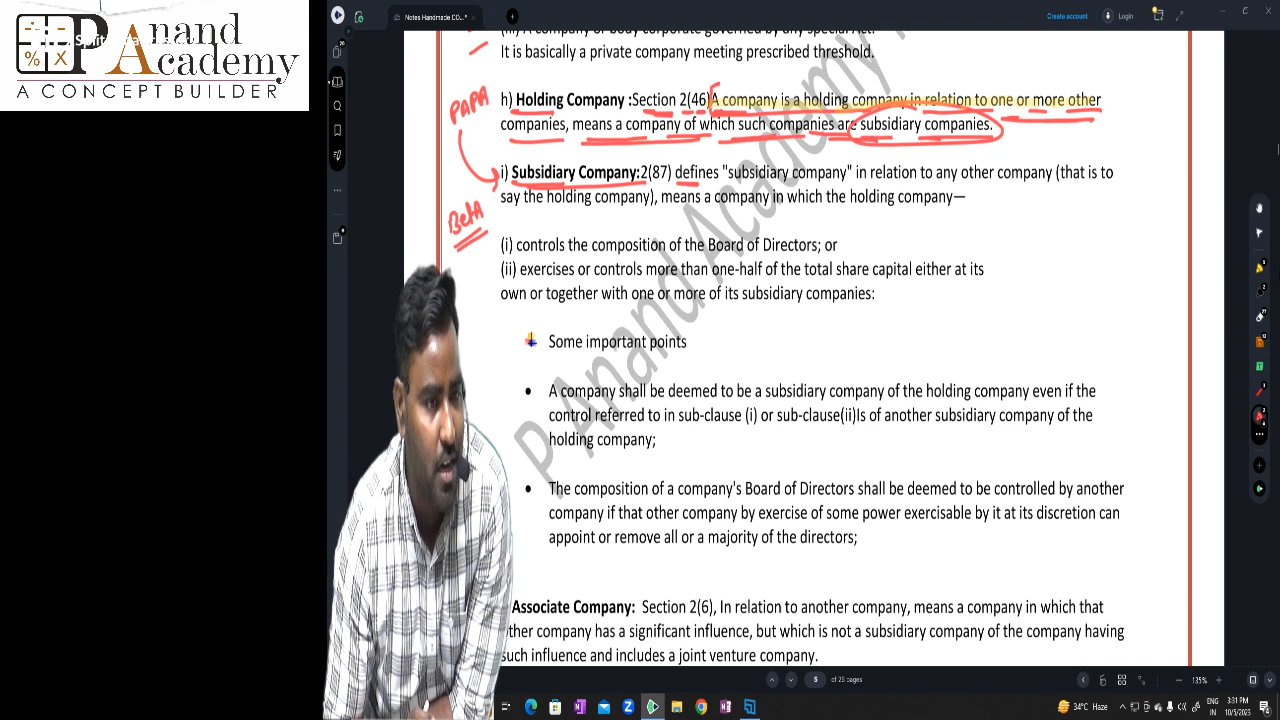 P Anand
Academy
A CONCEPT BUILDER
% X
Notes Handmade CO...*
Create account
Login
It is basically a private company meeting prescribed threshold.
PAPA
h) Holding Company :Section 2(46) A company is a holding company in relation to one or more other
companies, means a company of which such companies are subsidiary companies.
i) Subsidiary Company:2(87) defines "subsidiary company" in relation to any other company (that is to
say the holding company), means a company in which the holding company—
Beta
(i) controls the composition of the Board of Directors; or
(ii) exercises or controls more than one-half of the total share capital either at its
own or together with one or more of its subsidiary companies:
Some important points
• A company shall be deemed to be a subsidiary company of the holding company even if the
control referred to in sub-clause (i) or sub-clause(ii)Is of another subsidiary company of the
holding company;
• The composition of a company's Board of Directors shall be deemed to be controlled by another
company if that other company by exercise of some power exercisable by it at its discretion can
appoint or remove all or a majority of the directors;
Associate Company: Section 2(6), In relation to another company, means a company in which that
ther company has a significant influence, but which is not a subsidiary company of the company having
such influence and includes a joint venture company.
P Anand Academy
5 of 26 pages
135%
34°C Haze
ENG
IN
3:31 PM
10/5/2023